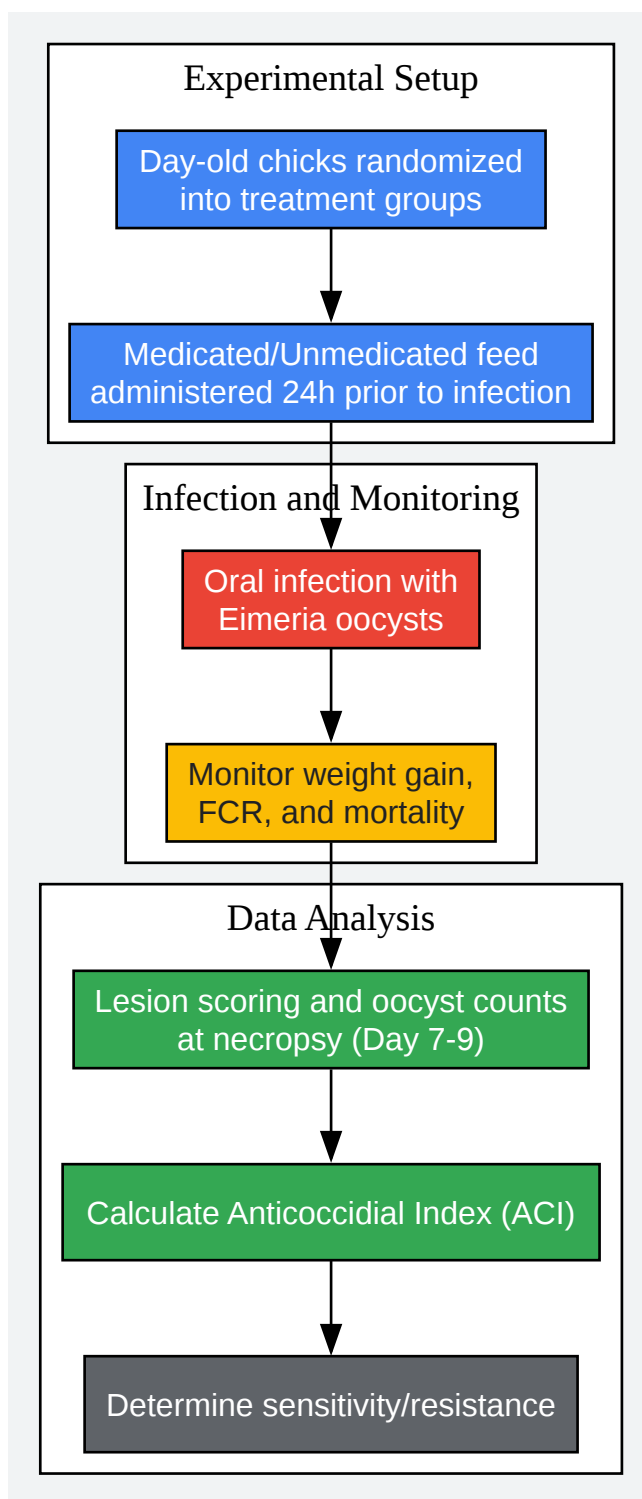 Experimental Setup
Day-old chicks randomized
into treatment groups
Medicated/Unmedicated feed
administered 24h prior to infection
Infection and Monitoring
Oral infection with
Eimeria oocysts
Monitor weight gain,
FCR, and mortality
Data Analysis
Lesion scoring and oocyst counts
at necropsy (Day 7-9)
Calculate Anticoccidial Index (ACI)
Determine sensitivity/resistance